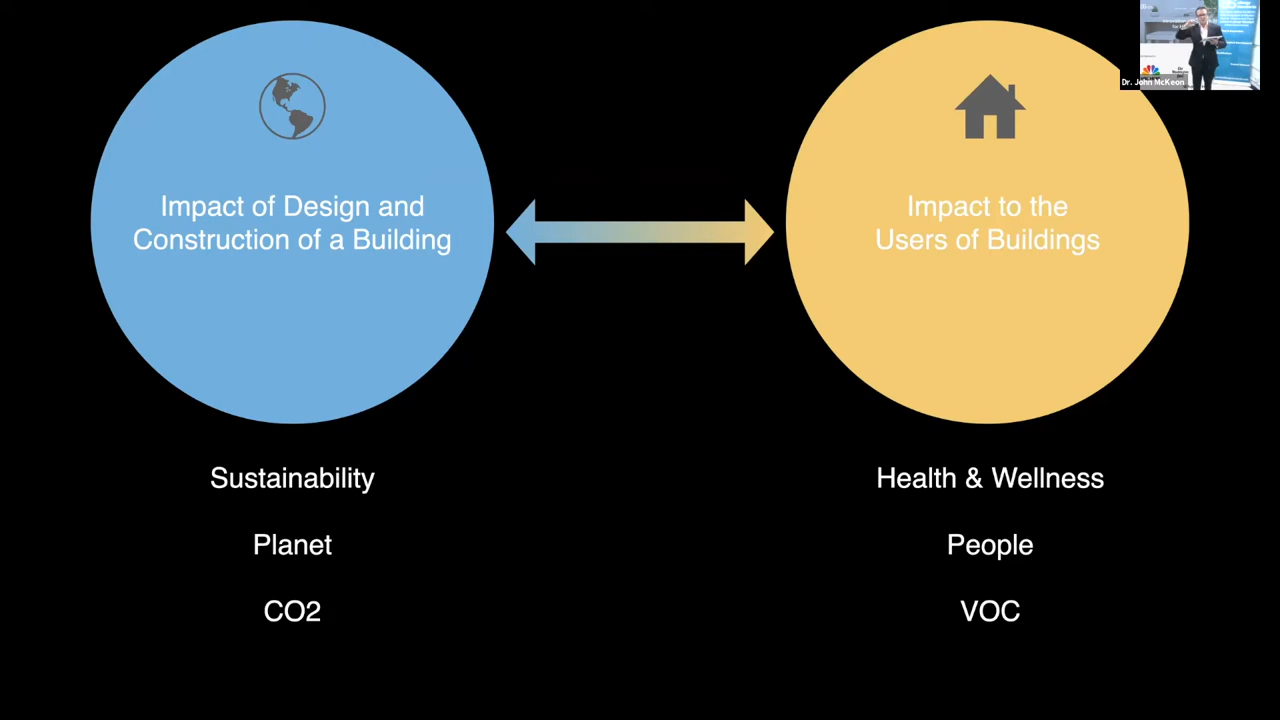 Impact of Design and
Construction of a Building
Impact to the
Users of Buildings
Sustainability
Health & Wellness
Planet
People
CO2
VOC
Dr. John McKeon